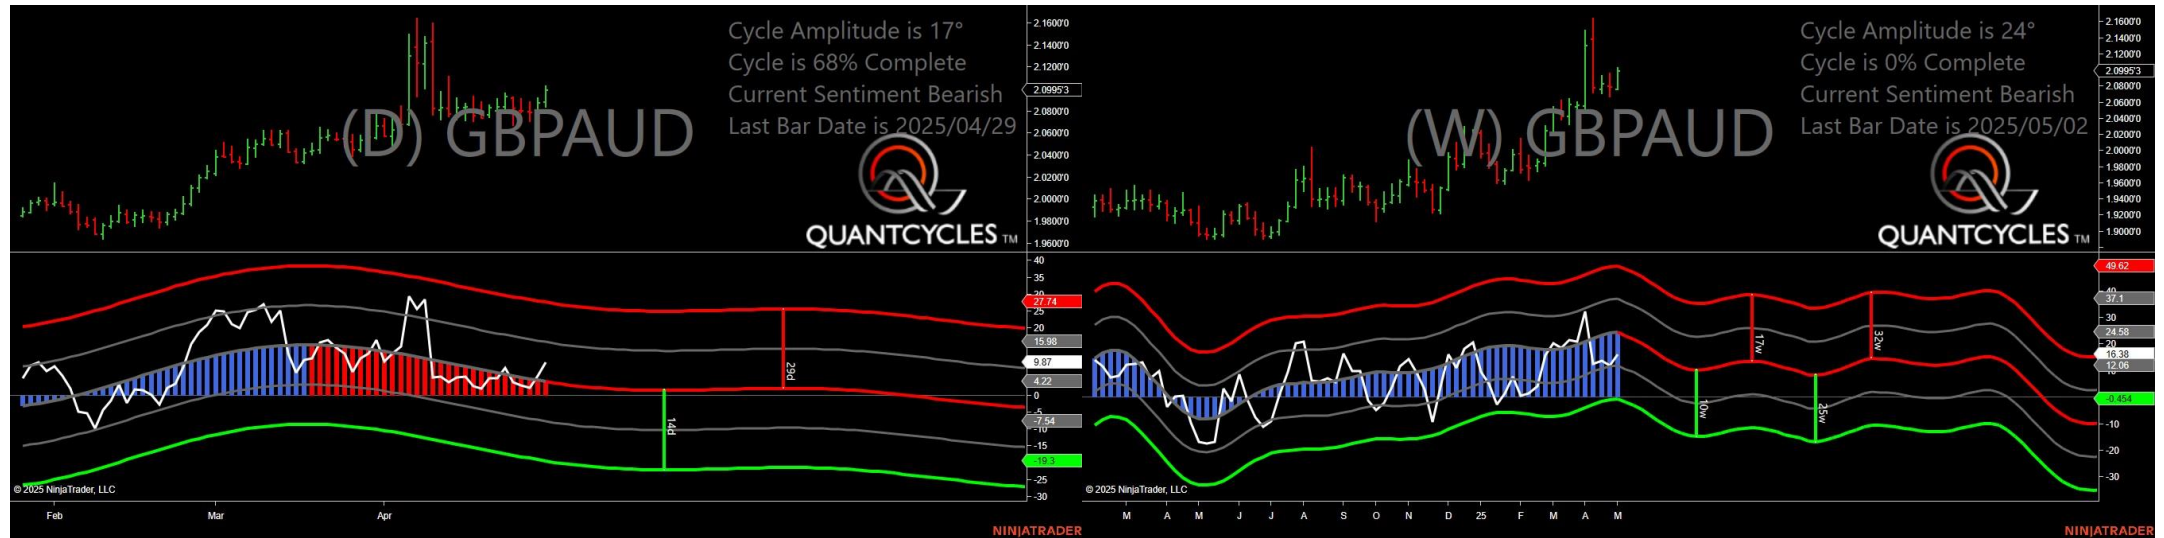 Cycle Amplitude is 17°
Cycle is 68% Complete
Current Sentiment Bearish
Last Bar Date is 2025/04/29
(D) GBPAUD
QUANTCYCLES TM
2.1600'0
2.1400'0
2.1200'0
2.0995'3
2.0800'0
2.0600'0
2.0400'0
2.0200'0
2.0000'0
1.9800'0
1.9600'0
40
35
30
27.74
25
20
15.98
9.87
4.22
0
-5
-7.54
-10
-15
-19.3
-25
-30
29d
14d
© 2025 NinjaTrader, LLC
Feb
Mar
Apr
NINJATRADER
Cycle Amplitude is 24°
Cycle is 0% Complete
Current Sentiment Bearish
Last Bar Date is 2025/05/02
(W) GBPAUD
QUANTCYCLES TM
2.1600'0
2.1400'0
2.1200'0
2.0995'3
2.0800'0
2.0600'0
2.0400'0
2.0200'0
2.0000'0
1.9800'0
1.9600'0
1.9400'0
1.9200'0
1.9000'0
49.62
40
37.1
30
24.58
20
16.38
12.06
10
-0.454
-10
-20
-30
17w
32w
10w
25w
© 2025 NinjaTrader, LLC
M
A
M
J
J
A
S
O
N
D
25
F
M
A
M
NINJATRADER